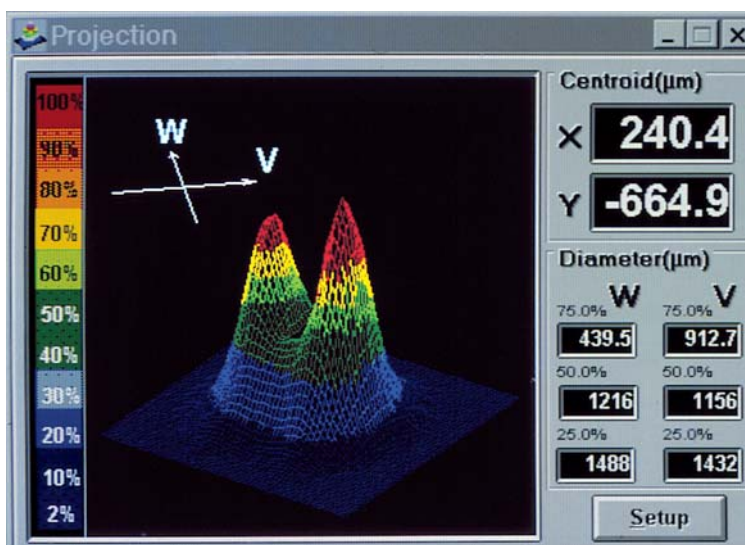 Projection
100%
90%
80%
70%
60%
50%
40%
30%
20%
10%
2%
W
V
Centroid(µm)
X 240.4
Y -664.9
Diameter(µm)
W V
75.0% 75.0%
439.5 912.7
50.0% 50.0%
1216 1156
25.0% 25.0%
1488 1432
Setup